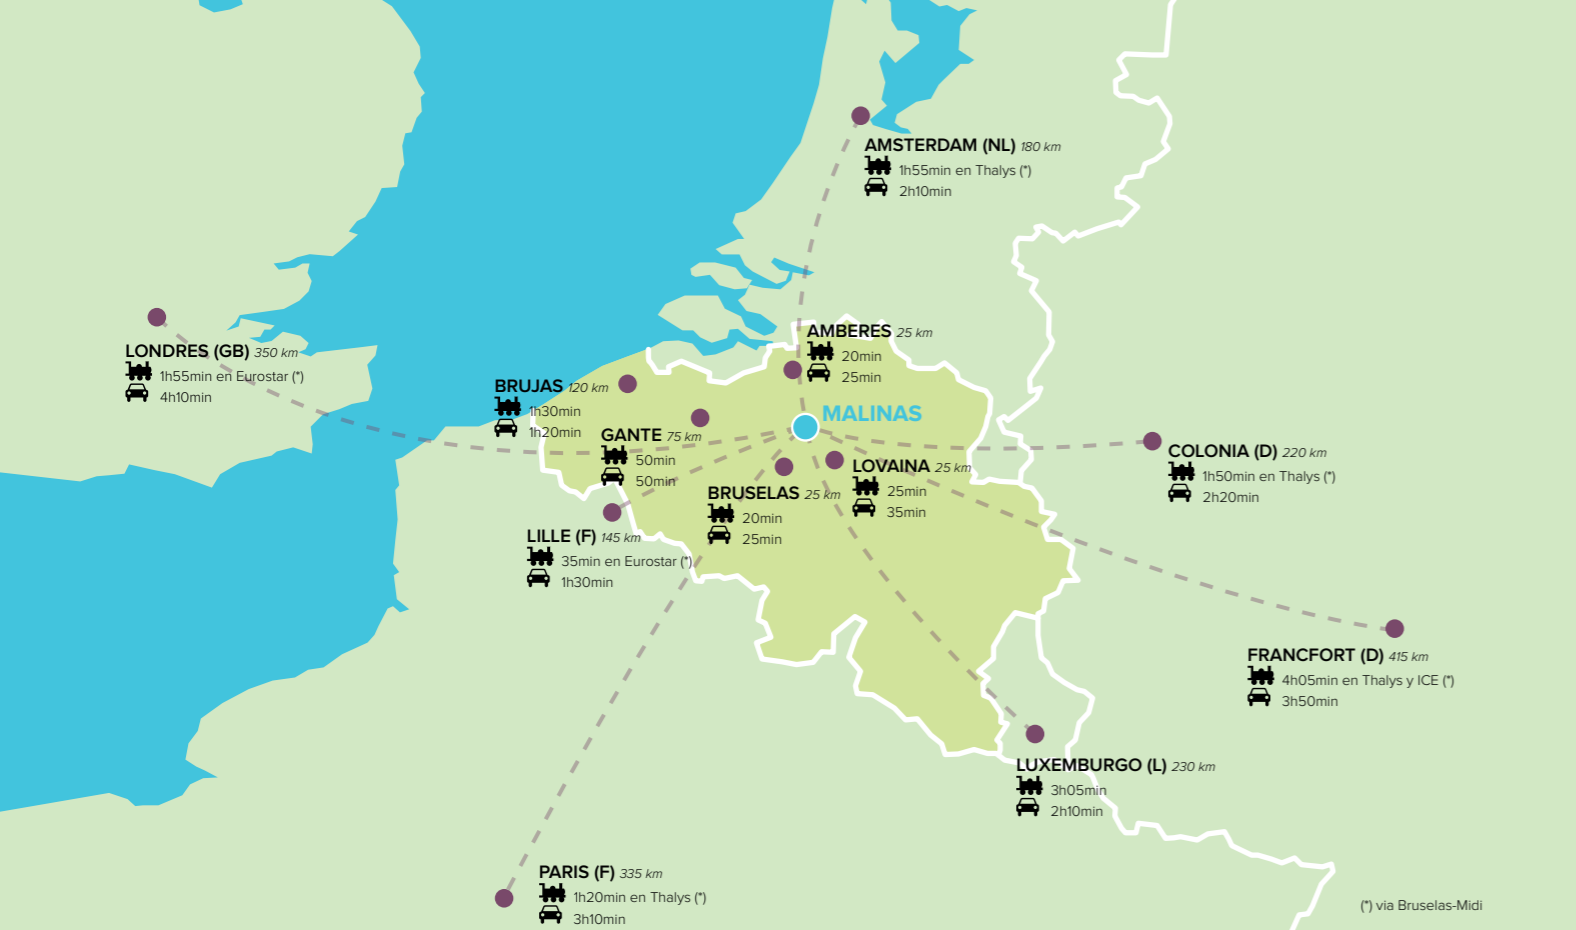 AMSTERDAM (NL) 180 km
1h55min en Thalys (*)
2h10min
LONDRES (GB) 350 km
1h55min en Eurostar (*)
4h10min
AMBERES 25 km
20min
25min
BRUJAS 120 km
1h30min
1h20min
MALINAS
GANTE 75 km
50min
50min
COLONIA (D) 220 km
1h50min en Thalys (*)
2h20min
LOVAINA 25 km
25min
35min
BRUSELAS 25 km
20min
25min
LILLE (F) 145 km
35min en Eurostar (*)
1h30min
FRANCFORT (D) 415 km
4h05min en Thalys y ICE (*)
3h50min
LUXEMBURGO (L) 230 km
3h05min
2h10min
PARIS (F) 335 km
1h20min en Thalys (*)
3h10min
(*) via Bruselas-Midi